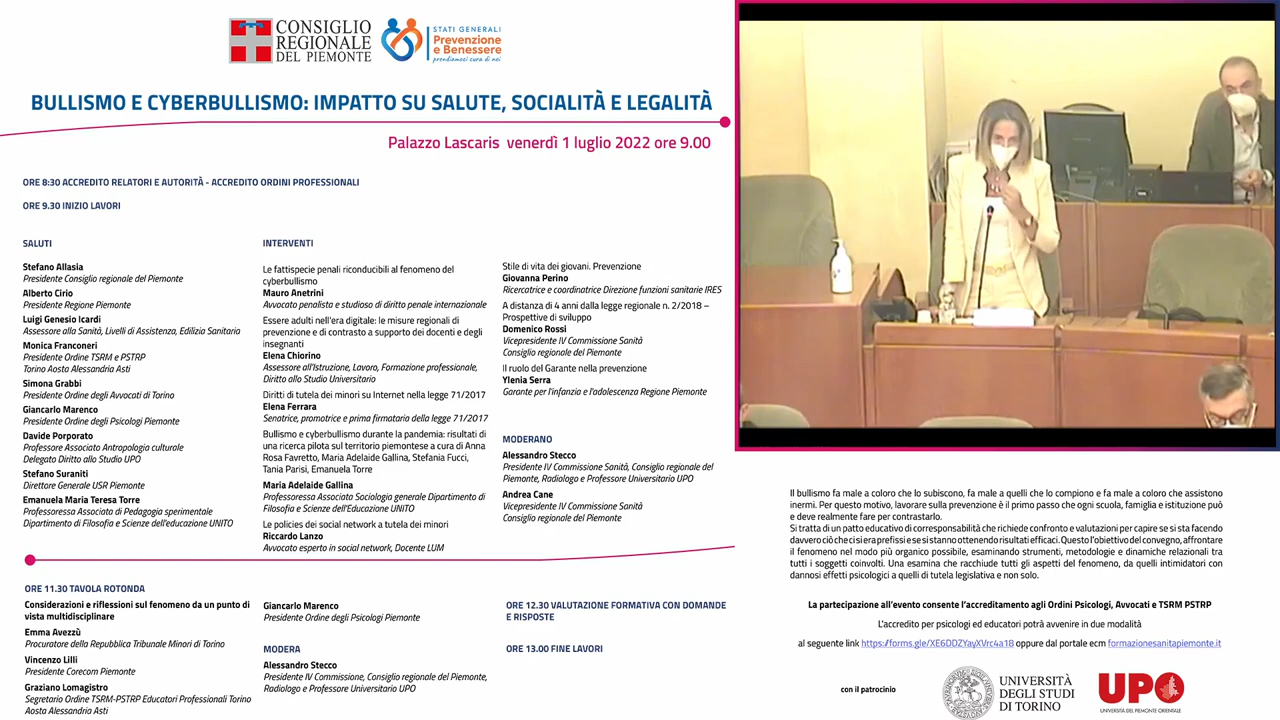 CONSIGLIO
REGIONALE
DEL PIEMONTE
STATI GENERALI
Prevenzione
e Benessere
prendiamoci cura di noi
BULLISMO E CYBERBULLISMO: IMPATTO SU SALUTE, SOCIALITÀ E LEGALITÀ
Palazzo Lascaris venerdì 1 luglio 2022 ore 9.00
ORE 8:30 ACCREDITO RELATORI E AUTORITÀ - ACCREDITO ORDINI PROFESSIONALI
ORE 9.30 INIZIO LAVORI
SALUTI
Stefano Allasia
Presidente Consiglio regionale del Piemonte
Alberto Cirio
Presidente Regione Piemonte
Luigi Genesio Icardi
Assessore alla Sanità, Livelli di Assistenza, Edilizia Sanitaria
Monica Franconeri
Presidente Ordine TSRM e PSTRP
Torino Aosta Alessandria Asti
Simona Grabbi
Presidente Ordine degli Avvocati di Torino
Giancarlo Marenco
Presidente Ordine degli Psicologi Piemonte
Davide Porporato
Professore Associato Antropologia culturale
Delegato Diritto allo Studio UPO
Stefano Suraniti
Direttore Generale USR Piemonte
Emanuela Maria Teresa Torre
Professoressa Associata di Pedagogia sperimentale
Dipartimento di Filosofia e Scienze dell'educazione UNITO
INTERVENTI
Le fattispecie penali riconducibili al fenomeno del
cyberbullismo
Mauro Anetrini
Avvocato penalista e studioso di diritto penale internazionale
Essere adulti nell'era digitale: le misure regionali di
prevenzione e di contrasto a supporto dei docenti e degli
insegnanti
Elena Chiorino
Assessore all'Istruzione, Lavoro, Formazione professionale,
Diritto allo Studio Universitario
Diritti di tutela dei minori su Internet nella legge 71/2017
Elena Ferrara
Senatrice, promotrice e prima firmataria della legge 71/2017
Bullismo e cyberbullismo durante la pandemia: risultati di
una ricerca pilota sul territorio piemontese a cura di Anna
Rosa Favretto, Maria Adelaide Gallina, Stefania Fucci,
Tania Parisi, Emanuela Torre
Maria Adelaide Gallina
Professoressa Associata Sociologia generale Dipartimento di
Filosofia e Scienze dell'Educazione UNITO
Le policies dei social network a tutela dei minori
Riccardo Lanzo
Avvocato esperto in social network, Docente LUM
Stile di vita dei giovani. Prevenzione
Giovanna Perino
Ricercatrice e coordinatrice Direzione funzioni sanitarie IRES
A distanza di 4 anni dalla legge regionale n. 2/2018 –
Prospettive di sviluppo
Domenico Rossi
Vicepresidente IV Commissione Sanità
Consiglio regionale del Piemonte
Il ruolo del Garante nella prevenzione
Ylenia Serra
Garante per l'infanzia e l'adolescenza Regione Piemonte
MODERANO
Alessandro Stecco
Presidente IV Commissione Sanità, Consiglio regionale del
Piemonte, Radiologo e Professore Universitario UPO
Andrea Cane
Vicepresidente IV Commissione Sanità
Consiglio regionale del Piemonte
ORE 11.30 TAVOLA ROTONDA
Considerazioni e riflessioni sul fenomeno da un punto di
vista multidisciplinare
Emma Avezzù
Procuratore della Repubblica Tribunale Minori di Torino
Vincenzo Lilli
Presidente Corecom Piemonte
Graziano Lomagistro
Segretario Ordine TSRM-PSTRP Educatori Professionali Torino
Aosta Alessandria Asti
Giancarlo Marenco
Presidente Ordine degli Psicologi Piemonte
MODERA
Alessandro Stecco
Presidente IV Commissione, Consiglio regionale del Piemonte,
Radiologo e Professore Universitario UPO
ORE 12.30 VALUTAZIONE FORMATIVA CON DOMANDE
E RISPOSTE
ORE 13.00 FINE LAVORI
Il bullismo fa male a coloro che lo subiscono, fa male a quelli che lo compiono e fa male a coloro che assistono
inermi. Per questo motivo, lavorare sulla prevenzione è il primo passo che ogni scuola, famiglia e istituzione può
e deve realmente fare per contrastarlo.
Si tratta di un patto educativo di corresponsabilità che richiede confronto e valutazioni per capire se si sta facendo
davvero ciò che ci si era prefissi e se si stanno ottenendo risultati efficaci. Questo l'obiettivo del convegno, affrontare
il fenomeno nel modo più organico possibile, esaminando strumenti, metodologie e dinamiche relazionali tra
tutti i soggetti coinvolti. Una esamina che racchiude tutti gli aspetti del fenomeno, da quelli intimidatori con
dannosi effetti psicologici a quelli di tutela legislativa e non solo.
La partecipazione all'evento consente l'accreditamento agli Ordini Psicologi, Avvocati e TSRM PSTRP
L'accredito per psicologi ed educatori potrà avvenire in due modalità
al seguente link https://forms.gle/XE6DDZYayXVrc4a18 oppure dal portale ecm formazionesanitapiemonte.it
con il patrocinio
UNIVERSITÀ
DEGLI STUDI
DI TORINO
UPO
UNIVERSITÀ DEL PIEMONTE ORIENTALE